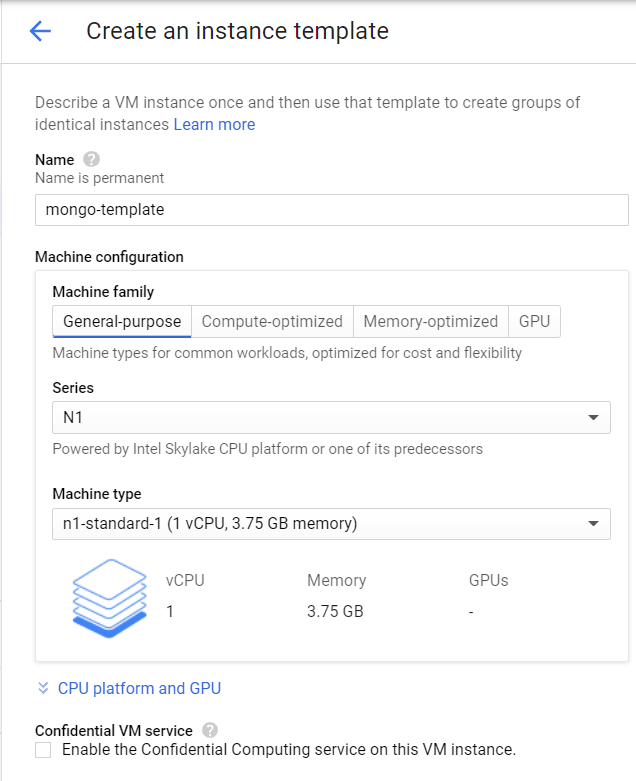 Create an instance template
Describe a VM instance once and then use that template to create groups of
identical instances Learn more
Name ?
Name is permanent
mongo-template
Machine configuration
Machine family
General-purpose Compute-optimized Memory-optimized GPU
Machine types for common workloads, optimized for cost and flexibility
Series
N1
Powered by Intel Skylake CPU platform or one of its predecessors
Machine type
n1-standard-1 (1 vCPU, 3.75 GB memory)
vCPU Memory GPUs
1 3.75 GB -
CPU platform and GPU
Confidential VM service ?
Enable the Confidential Computing service on this VM instance.